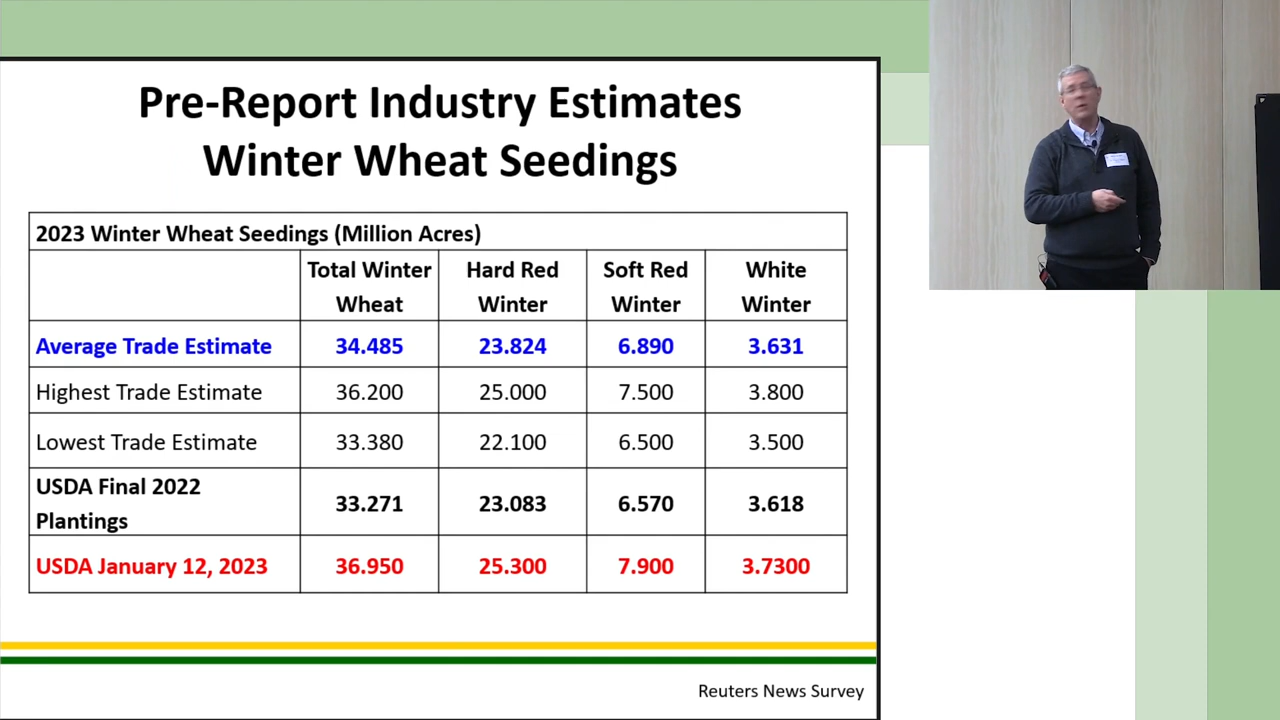 Pre-Report Industry Estimates
Winter Wheat Seedings
2023 Winter Wheat Seedings (Million Acres)
Total Winter Wheat Hard Red Winter Soft Red Winter White Winter
Average Trade Estimate 34.485 23.824 6.890 3.631
Highest Trade Estimate 36.200 25.000 7.500 3.800
Lowest Trade Estimate 33.380 22.100 6.500 3.500
USDA Final 2022 Plantings 33.271 23.083 6.570 3.618
USDA January 12, 2023 36.950 25.300 7.900 3.7300
Reuters News Survey